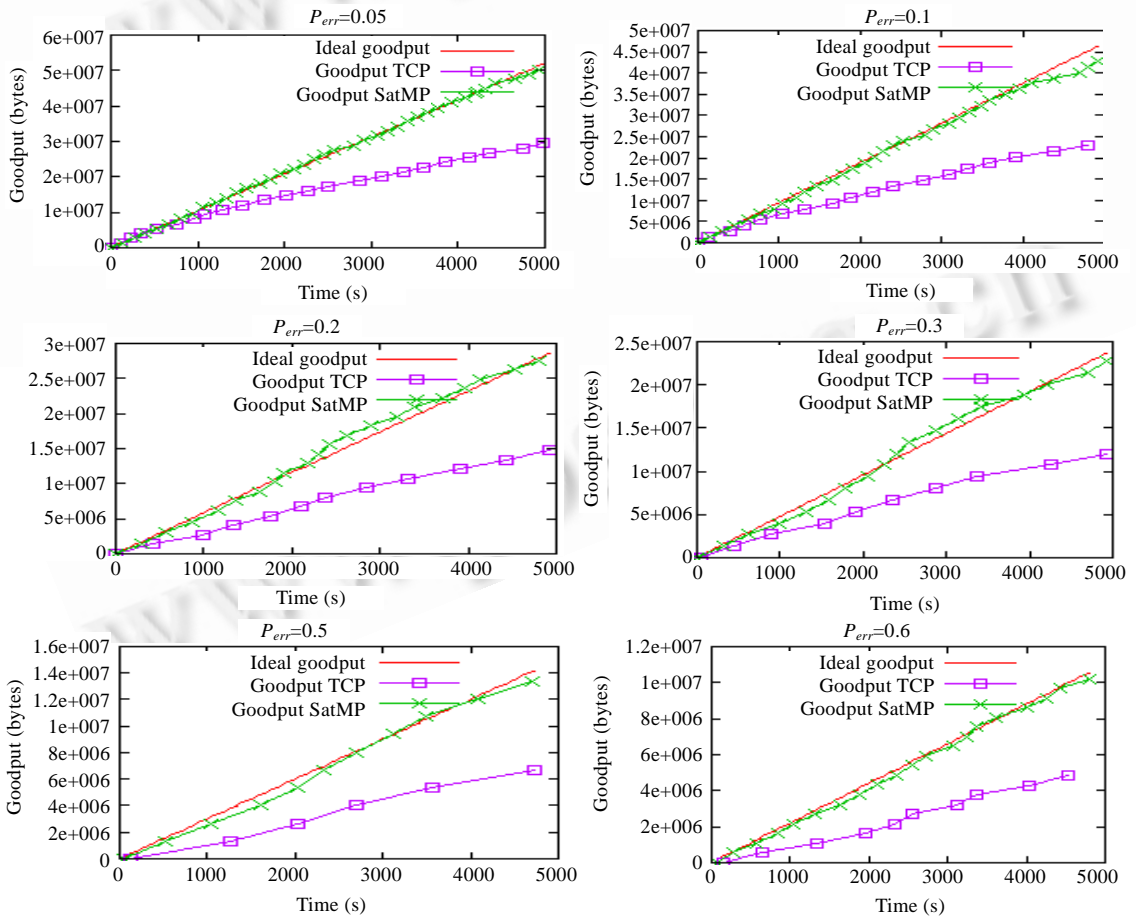 P_err=0.05
6e+007
5e+007
4e+007
3e+007
2e+007
1e+007
0
Goodput (bytes)
Ideal goodput
Goodput TCP
Goodput SatMP
0 1000 2000 3000 4000 5000
Time (s)
P_err=0.1
5e+007
4.5e+007
4e+007
3.5e+007
3e+007
2.5e+007
2e+007
1.5e+007
1e+007
5e+006
0
Goodput (bytes)
Ideal goodput
Goodput TCP
Goodput SatMP
0 1000 2000 3000 4000 5000
Time (s)
P_err=0.2
3e+007
2.5e+007
2e+007
1.5e+007
1e+007
5e+006
0
Goodput (bytes)
Ideal goodput
Goodput TCP
Goodput SatMP
0 1000 2000 3000 4000 5000
Time (s)
P_err=0.3
2.5e+007
2e+007
1.5e+007
1e+007
5e+006
0
Goodput (bytes)
Ideal goodput
Goodput TCP
Goodput SatMP
0 1000 2000 3000 4000 5000
Time (s)
P_err=0.5
1.6e+007
1.4e+007
1.2e+007
1e+007
8e+006
6e+006
4e+006
2e+006
0
Goodput (bytes)
Ideal goodput
Goodput TCP
Goodput SatMP
0 1000 2000 3000 4000 5000
Time (s)
P_err=0.6
1.2e+007
1e+007
8e+006
6e+006
4e+006
2e+006
0
Goodput (bytes)
Ideal goodput
Goodput TCP
Goodput SatMP
0 1000 2000 3000 4000 5000
Time (s)